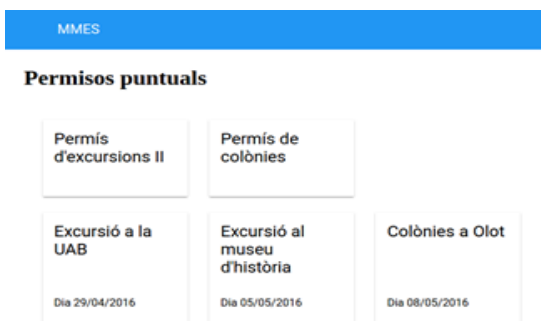 MMES
Permisos puntuals
Permís
d'excursions II
Permís de
colònies
Excursió a la
UAB
Dia 29/04/2016
Excursió al
museu
d'història
Dia 05/05/2016
Colònies a Olot
Dia 08/05/2016